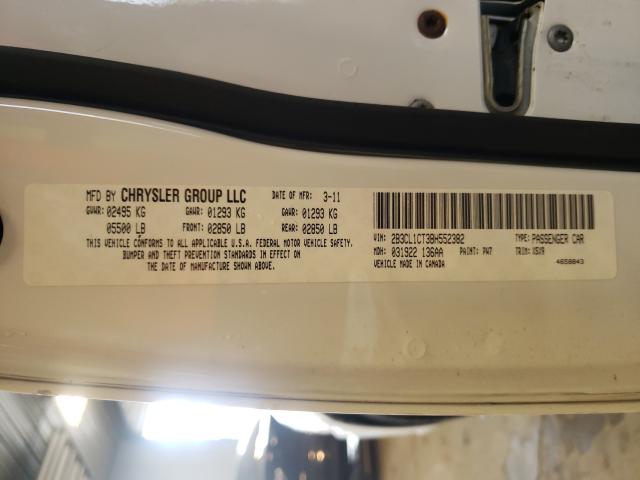 MFD BY CHRYSLER GROUP LLC DATE OF MFR: 3-11
GVWR: 02495 KG GAWR: 01293 KG GAWR: 01293 KG
05500 LB FRONT: 02850 LB REAR: 02850 LB
THIS VEHICLE CONFORMS TO ALL APPLICABLE U.S.A. FEDERAL MOTOR VEHICLE SAFETY,
BUMPER AND THEFT PREVENTION STANDARDS IN EFFECT ON
THE DATE OF MANUFACTURE SHOWN ABOVE.
VIN: 2B3CL1CT3BH552382 TYPE: PASSENGER CAR
MDH: 031922 136AA PAINT: PW7 TRIM: X5X9
VEHICLE MADE IN CANADA 4658843